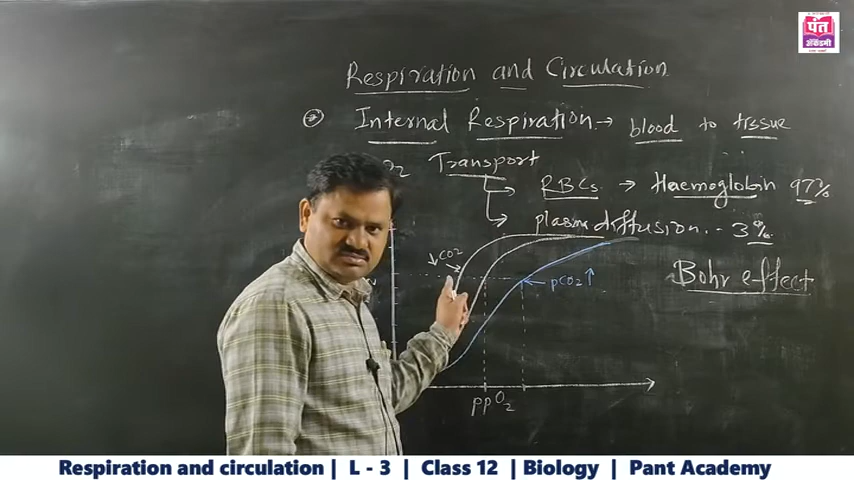 पंत
अ‍ॅकॅडमी
Respiration and Circulation
Internal Respiration → blood to tissue
O2 Transport
→ RBCs → Haemoglobin 97%
→ plasma diffusion - 3%
↓ CO2
Bohr effect
← pCO2 ↑
ppO2
Respiration and circulation | L - 3 | Class 12 | Biology | Pant Academy